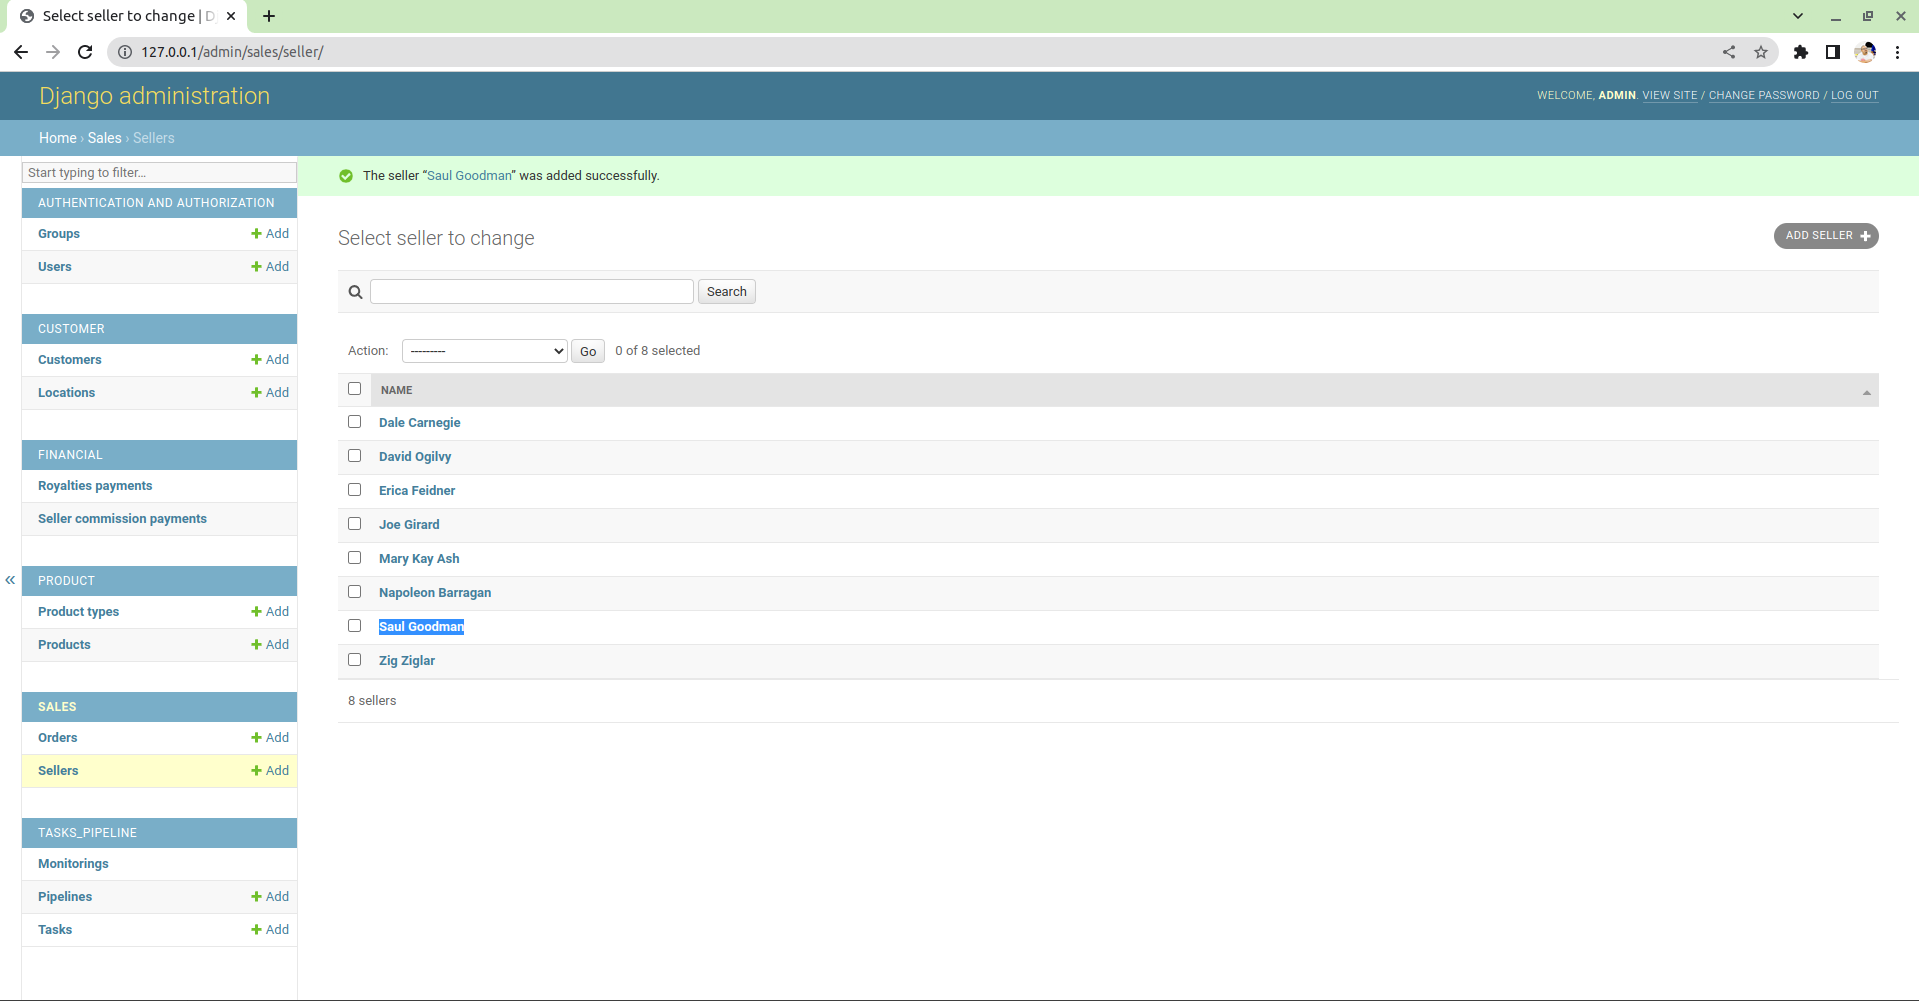 Select seller to change | D
127.0.0.1/admin/sales/seller/
Django administration
WELCOME, ADMIN. VIEW SITE / CHANGE PASSWORD / LOG OUT
Home › Sales › Sellers
Start typing to filter...
AUTHENTICATION AND AUTHORIZATION
Groups + Add
Users + Add
CUSTOMER
Customers + Add
Locations + Add
FINANCIAL
Royalties payments
Seller commission payments
«
PRODUCT
Product types + Add
Products + Add
SALES
Orders + Add
Sellers + Add
TASKS_PIPELINE
Monitorings
Pipelines + Add
Tasks + Add
The seller “Saul Goodman” was added successfully.
Select seller to change
ADD SELLER +
Search
Action: --------- Go 0 of 8 selected
NAME
Dale Carnegie
David Ogilvy
Erica Feidner
Joe Girard
Mary Kay Ash
Napoleon Barragan
Saul Goodman
Zig Ziglar
8 sellers